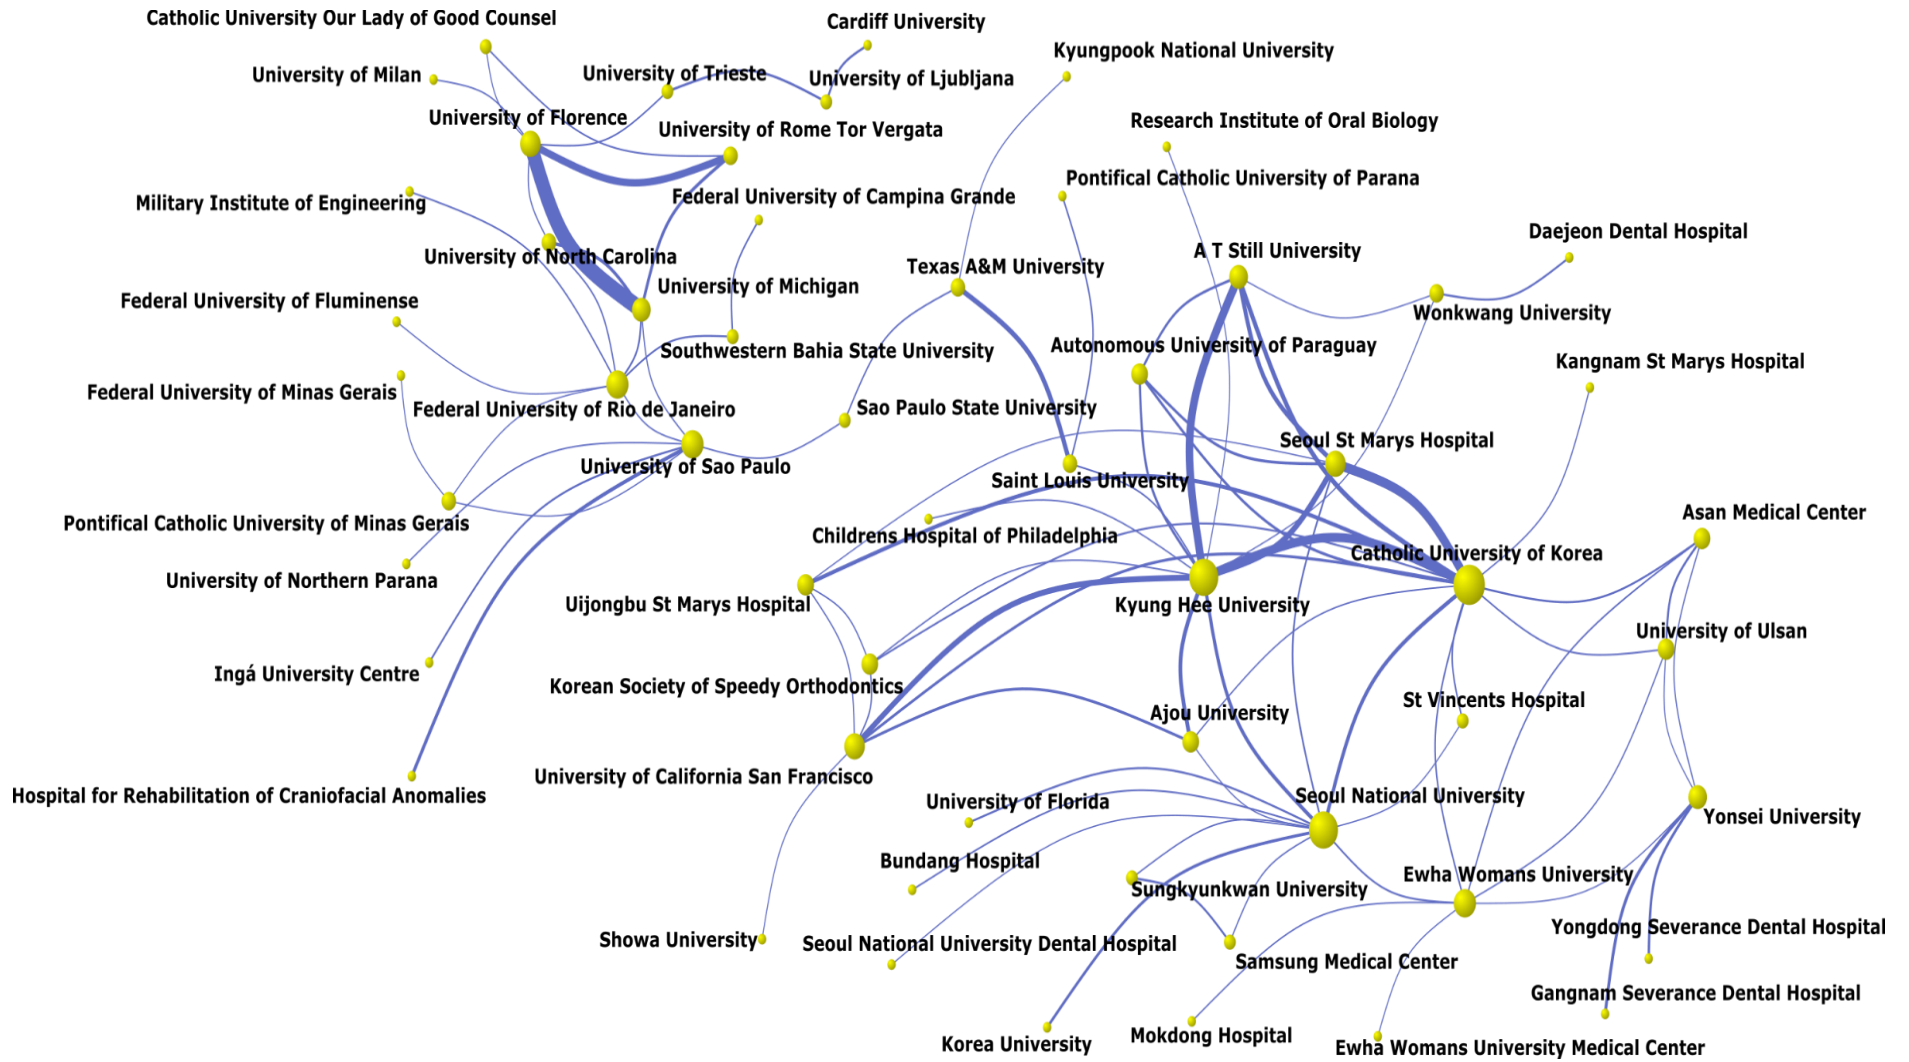 Catholic University Our Lady of Good Counsel
Cardiff University
Kyungpook National University
University of Milan
University of Trieste
University of Ljubljana
University of Florence
University of Rome Tor Vergata
Research Institute of Oral Biology
Pontifical Catholic University of Parana
Military Institute of Engineering
Federal University of Campina Grande
Daejeon Dental Hospital
University of North Carolina
Texas A&M University
A T Still University
University of Michigan
Federal University of Fluminense
Wonkwang University
Southwestern Bahia State University
Autonomous University of Paraguay
Kangnam St Marys Hospital
Federal University of Minas Gerais
Federal University of Rio de Janeiro
Sao Paulo State University
Seoul St Marys Hospital
University of Sao Paulo
Saint Louis University
Asan Medical Center
Pontifical Catholic University of Minas Gerais
Childrens Hospital of Philadelphia
Catholic University of Korea
University of Northern Parana
Uijongbu St Marys Hospital
Kyung Hee University
University of Ulsan
Ingá University Centre
Korean Society of Speedy Orthodontics
St Vincents Hospital
Ajou University
University of California San Francisco
Hospital for Rehabilitation of Craniofacial Anomalies
University of Florida
Seoul National University
Yonsei University
Bundang Hospital
Sungkyunkwan University
Ewha Womans University
Yongdong Severance Dental Hospital
Showa University
Seoul National University Dental Hospital
Samsung Medical Center
Gangnam Severance Dental Hospital
Korea University
Mokdong Hospital
Ewha Womans University Medical Center